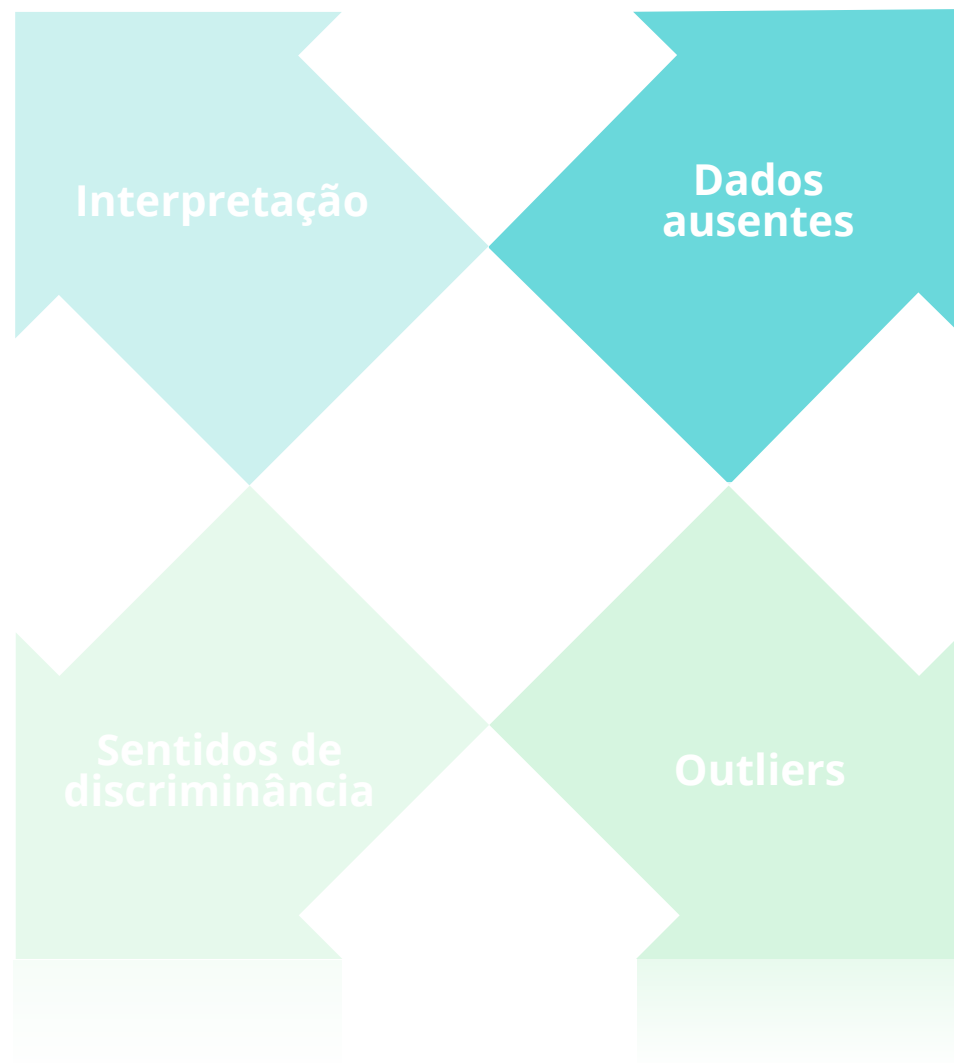 Interpretação
Dados
ausentes
Sentidos de
discriminância
Outliers